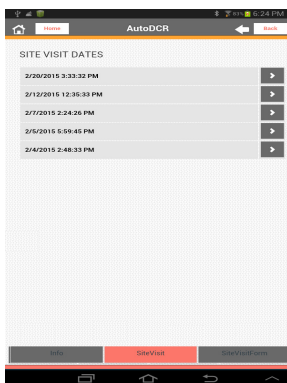 6:24 PM
Home
AutoDCR
Back
SITE VISIT DATES
2/20/2015 3:33:32 PM
2/12/2015 12:35:33 PM
2/7/2015 2:24:26 PM
2/5/2015 5:59:45 PM
2/4/2015 2:48:33 PM
Info
SiteVisit
SiteVisitForm